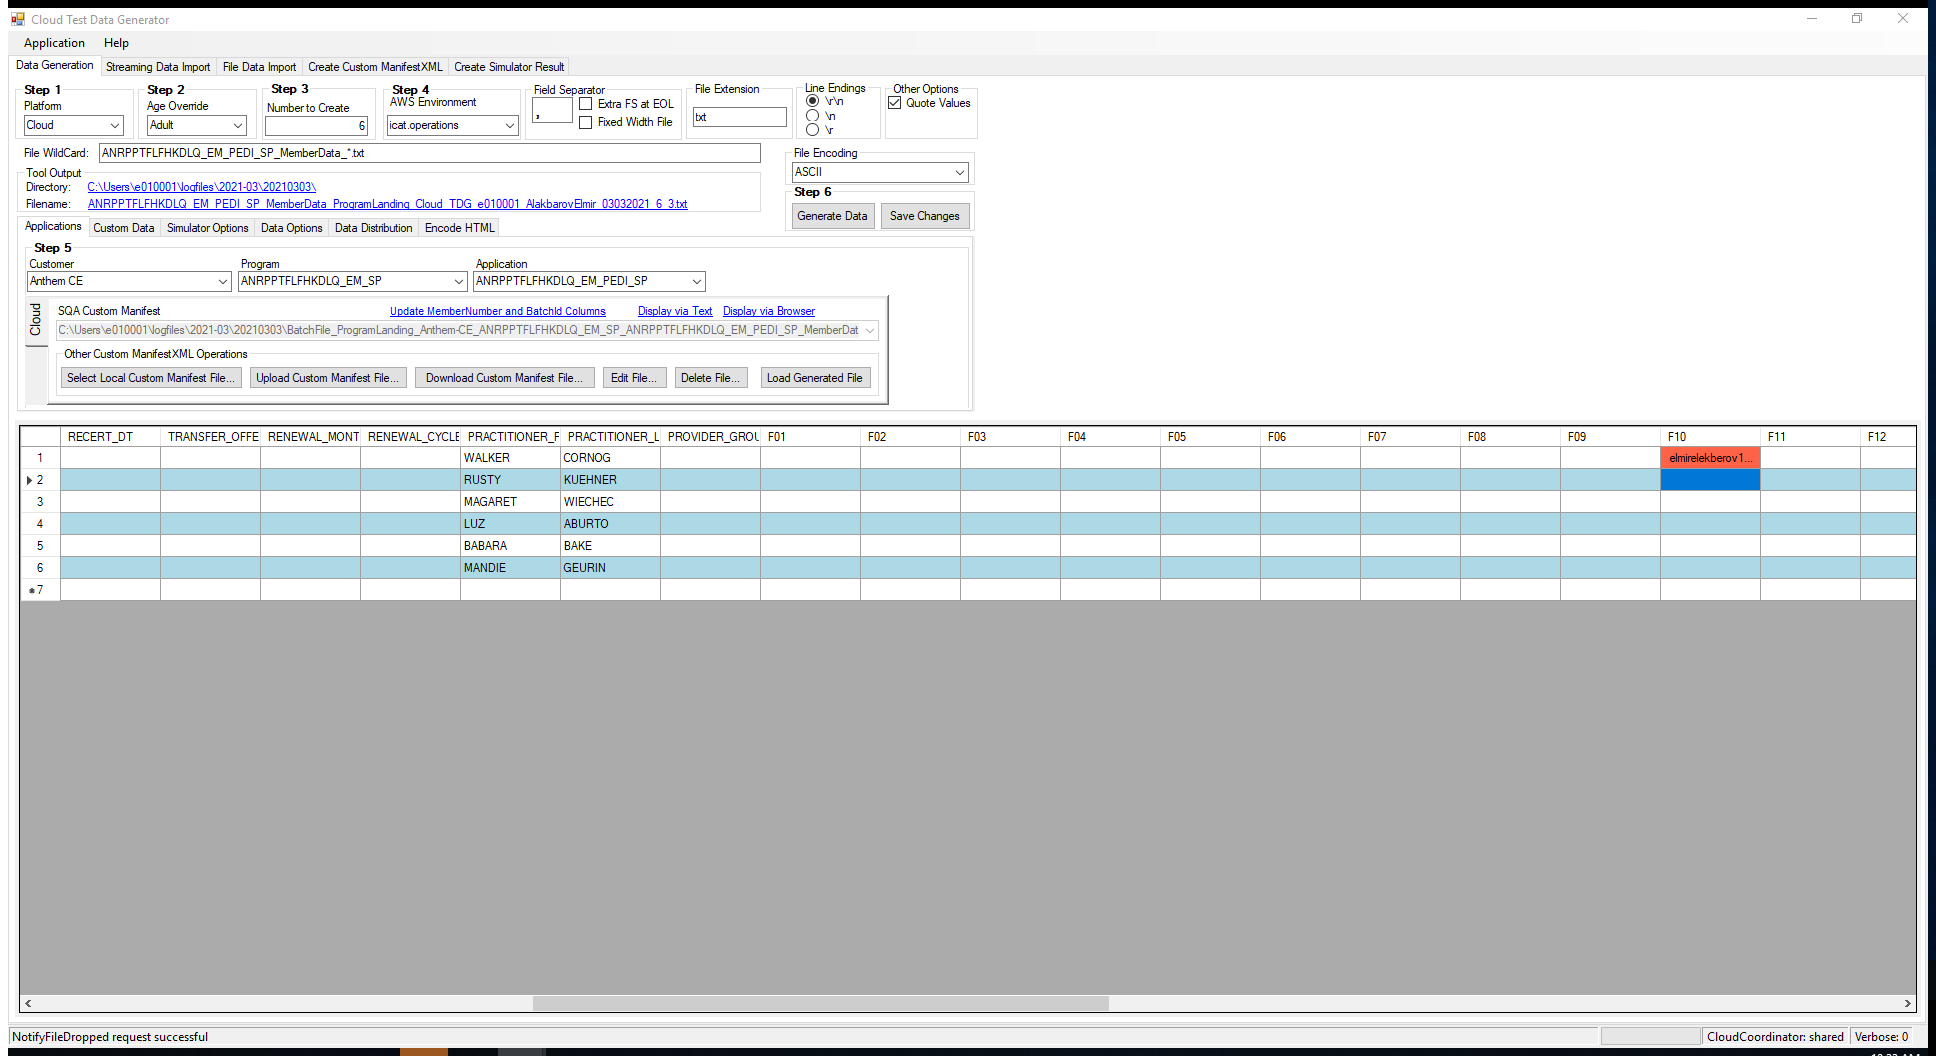 Cloud Test Data Generator
Application Help
Data Generation Streaming Data Import File Data Import Create Custom ManifestXML Create Simulator Result
Step 1 Step 2 Step 3 Step 4 Field Separator File Extension Line Endings Other Options
Platform Age Override Number to Create AWS Environment , Extra FS at EOL \r\n Quote Values
Cloud Adult 6 icat.operations Fixed Width File txt \n
\r
File WildCard: ANRPPTFLFHKDLQ_EM_PEDI_SP_MemberData_*.txt File Encoding
Tool Output ASCII
Directory: C:\Users\e010001\logfiles\2021-03\20210303\ Step 6
Filename: ANRPPTFLFHKDLQ_EM_PEDI_SP_MemberData_ProgramLanding_Cloud_TDG_e010001_AlakbarovElmir_03032021_6_3.txt
Generate Data Save Changes
Applications Custom Data Simulator Options Data Options Data Distribution Encode HTML
Step 5
Customer Program Application
Anthem CE ANRPPTFLFHKDLQ_EM_SP ANRPPTFLFHKDLQ_EM_PEDI_SP
Cloud SQA Custom Manifest Update MemberNumber and BatchId Columns Display via Text Display via Browser
C:\Users\e010001\logfiles\2021-03\20210303\BatchFile_ProgramLanding_Anthem-CE_ANRPPTFLFHKDLQ_EM_SP_ANRPPTFLFHKDLQ_EM_PEDI_SP_MemberDat
Other Custom ManifestXML Operations
Select Local Custom Manifest File... Upload Custom Manifest File... Download Custom Manifest File... Edit File... Delete File... Load Generated File
RECERT_DT TRANSFER_OFFE RENEWAL_MONT RENEWAL_CYCLE PRACTITIONER_F PRACTITIONER_L PROVIDER_GROU F01 F02 F03 F04 F05 F06 F07 F08 F09 F10 F11 F12
1 WALKER CORNOG elmirelekberov1...
2 RUSTY KUEHNER
3 MAGARET WIECHEC
4 LUZ ABURTO
5 BABARA BAKE
6 MANDIE GEURIN
7
NotifyFileDropped request successful CloudCoordinator: shared Verbose: 0